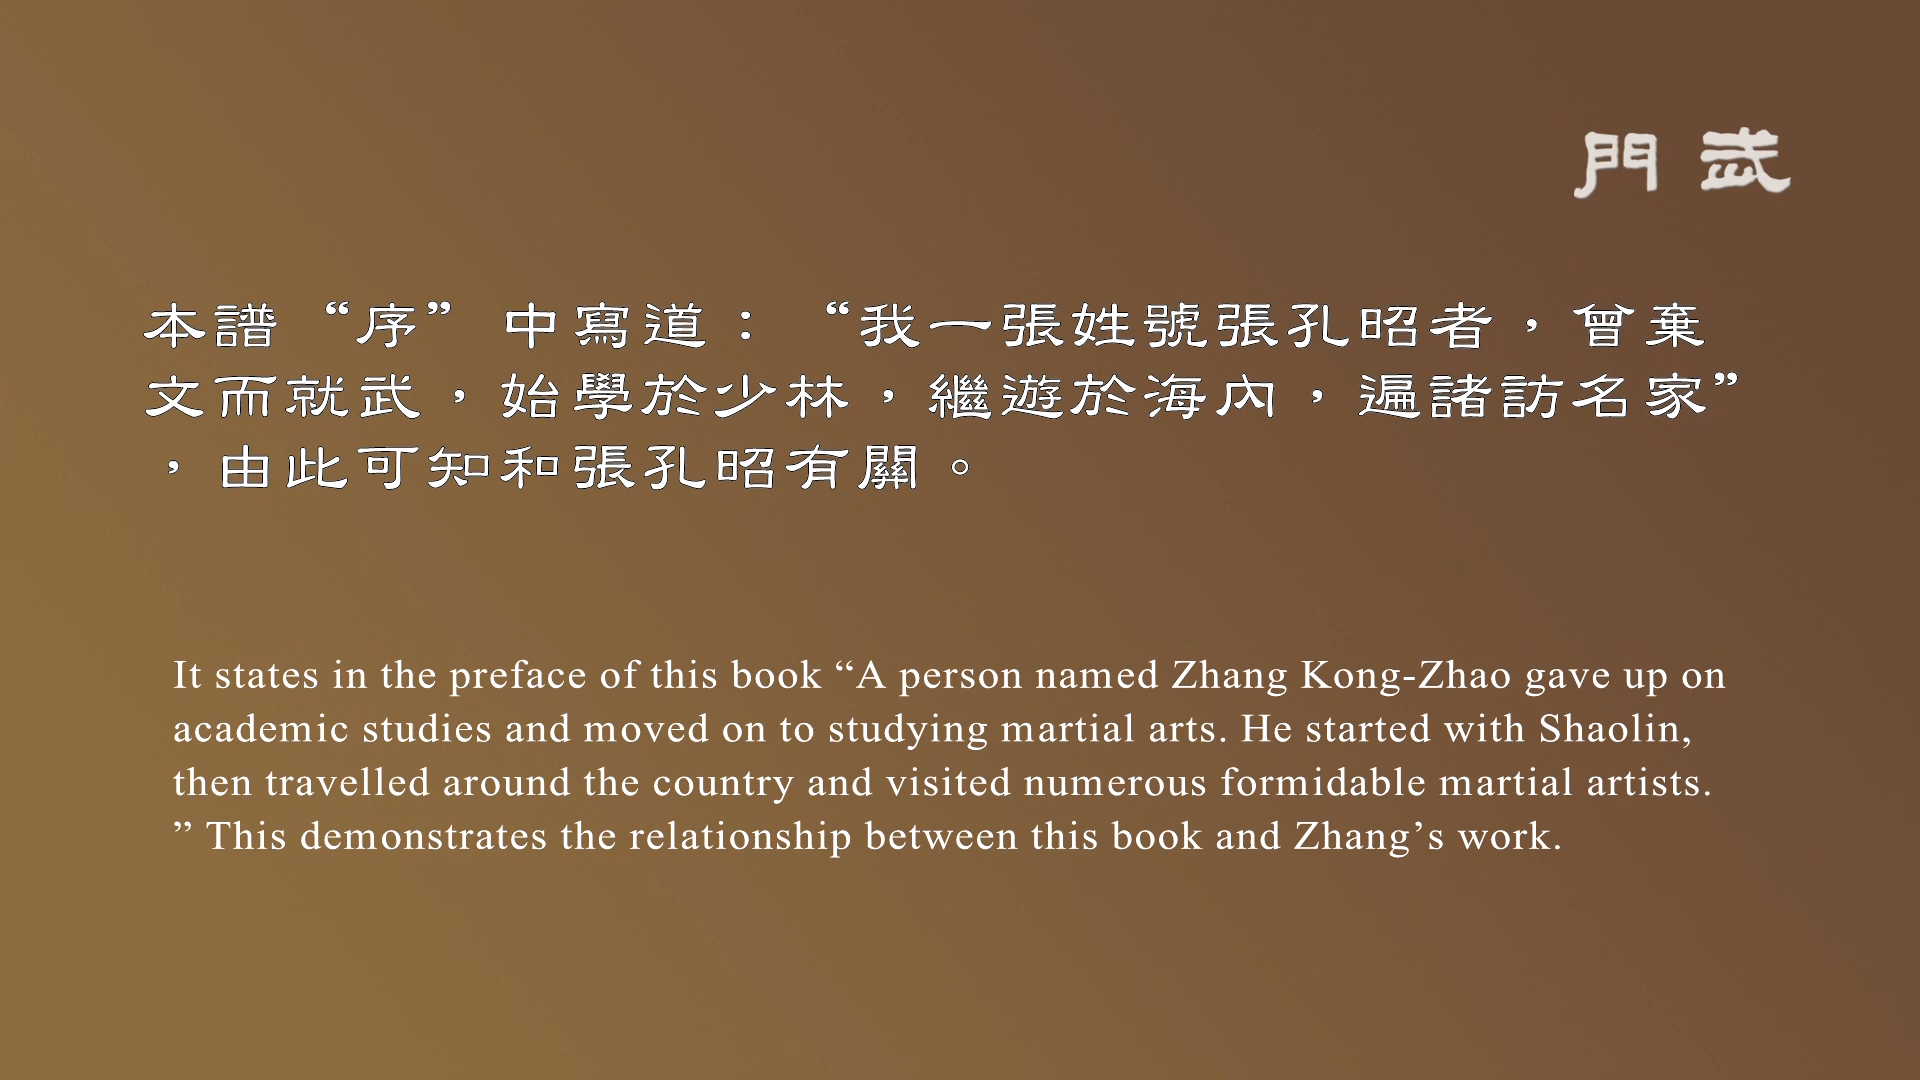 門武
本譜“序”中寫道：“我一張姓號張孔昭者，曾棄
文而就武，始學於少林，繼遊於海內，遍諸訪名家”
，由此可知和張孔昭有關。
It states in the preface of this book “A person named Zhang Kong-Zhao gave up on
academic studies and moved on to studying martial arts. He started with Shaolin,
then travelled around the country and visited numerous formidable martial artists.
” This demonstrates the relationship between this book and Zhang’s work.